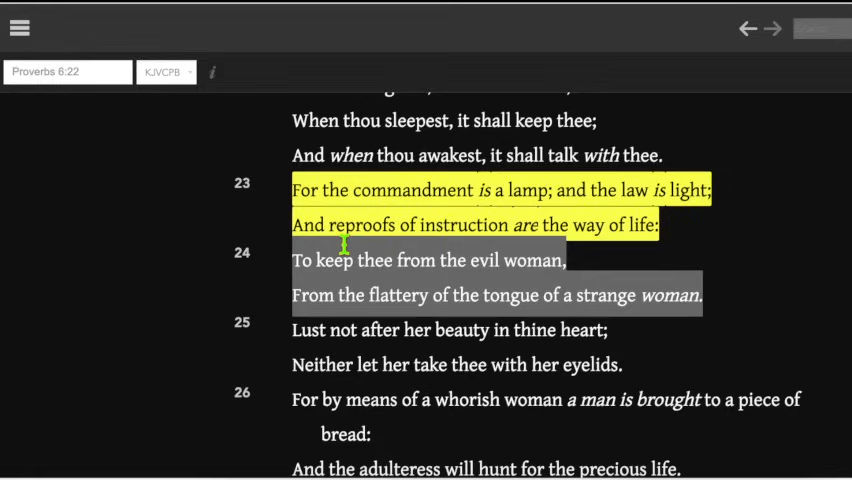 Proverbs 6:22
KJVCPB
i
When thou sleepest, it shall keep thee;
And when thou awakest, it shall talk with thee.
23 For the commandment is a lamp; and the law is light;
And reproofs of instruction are the way of life:
24 To keep thee from the evil woman,
From the flattery of the tongue of a strange woman.
25 Lust not after her beauty in thine heart;
Neither let her take thee with her eyelids.
26 For by means of a whorish woman a man is brought to a piece of
bread:
And the adulteress will hunt for the precious life.